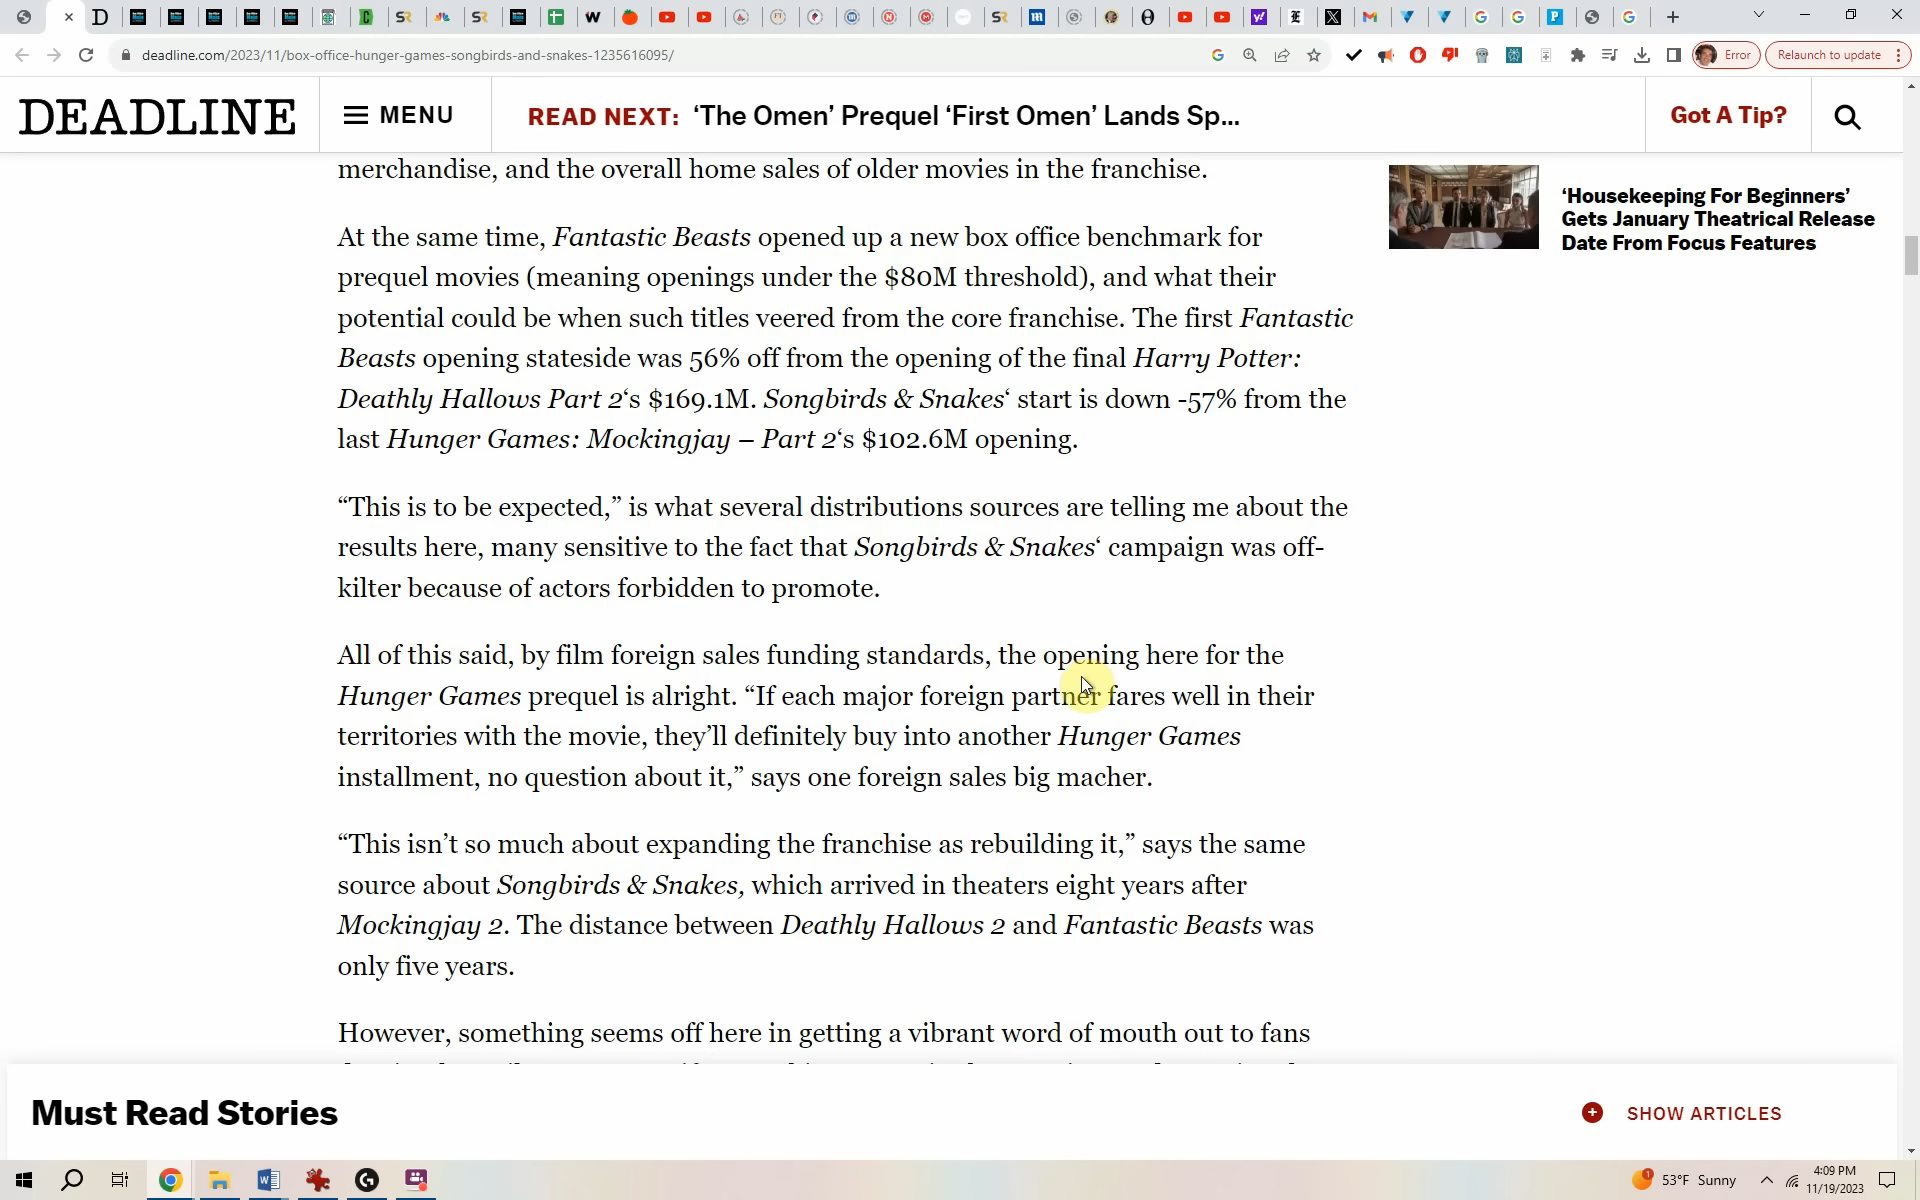 deadline.com/2023/11/box-office-hunger-games-songbirds-and-snakes-1235616095/
Error
Relaunch to update
DEADLINE
MENU
READ NEXT: ‘The Omen’ Prequel ‘First Omen’ Lands Sp...
Got A Tip?
merchandise, and the overall home sales of older movies in the franchise.
At the same time, Fantastic Beasts opened up a new box office benchmark for
prequel movies (meaning openings under the $80M threshold), and what their
potential could be when such titles veered from the core franchise. The first Fantastic
Beasts opening stateside was 56% off from the opening of the final Harry Potter:
Deathly Hallows Part 2‘s $169.1M. Songbirds & Snakes‘ start is down -57% from the
last Hunger Games: Mockingjay – Part 2‘s $102.6M opening.
“This is to be expected,” is what several distributions sources are telling me about the
results here, many sensitive to the fact that Songbirds & Snakes‘ campaign was off-
kilter because of actors forbidden to promote.
All of this said, by film foreign sales funding standards, the opening here for the
Hunger Games prequel is alright. “If each major foreign partner fares well in their
territories with the movie, they’ll definitely buy into another Hunger Games
installment, no question about it,” says one foreign sales big macher.
“This isn’t so much about expanding the franchise as rebuilding it,” says the same
source about Songbirds & Snakes, which arrived in theaters eight years after
Mockingjay 2. The distance between Deathly Hallows 2 and Fantastic Beasts was
only five years.
However, something seems off here in getting a vibrant word of mouth out to fans
‘Housekeeping For Beginners’
Gets January Theatrical Release
Date From Focus Features
Must Read Stories
SHOW ARTICLES
53°F Sunny
4:09 PM
11/19/2023